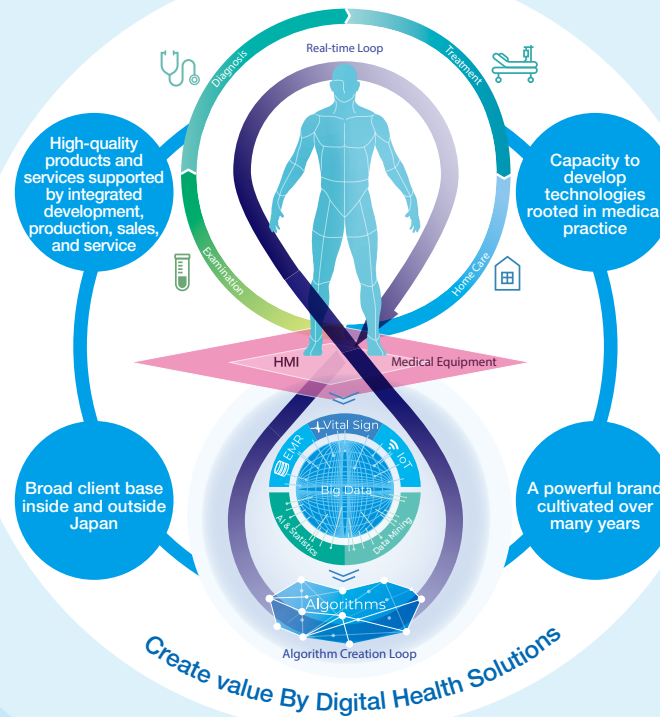 Real-time Loop
Diagnosis
Treatment
High-quality
products and
services supported
by integrated
development,
production, sales,
and service
Capacity to
develop
technologies
rooted in medical
practice
Examination
Home Care
HMI
Medical Equipment
Vital Sign
EMR
IoT
Big Data
AI & Statistics
Data Mining
Broad client base
inside and outside
Japan
A powerful brand
cultivated over
many years
Algorithms
Algorithm Creation Loop
Create value By Digital Health Solutions